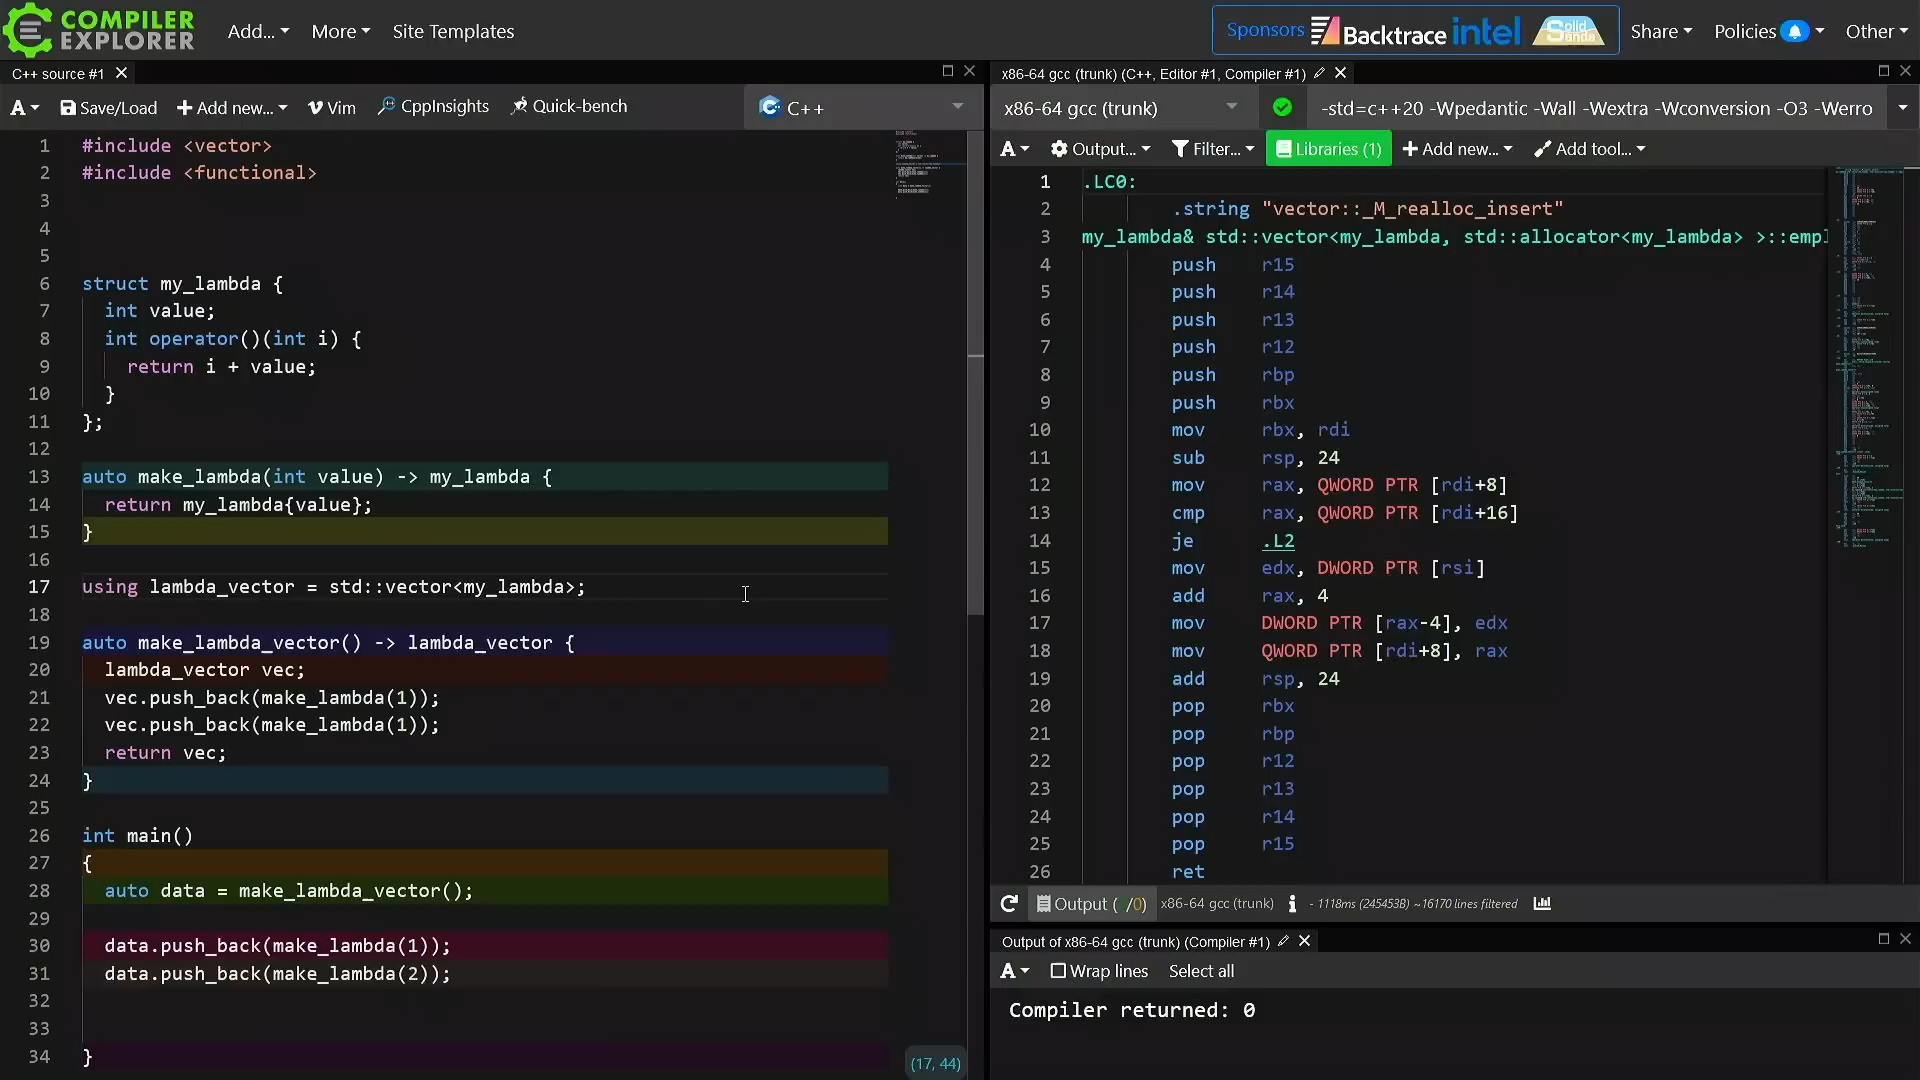 COMPILER EXPLORER
Add... More Site Templates
Sponsors Backtrace intel Solid Sands Share Policies Other
C++ source #1
A Save/Load Add new... Vim CppInsights Quick-bench C++
1 #include <vector>
2 #include <functional>
3
4
5
6 struct my_lambda {
7 int value;
8 int operator()(int i) {
9 return i + value;
10 }
11 };
12
13 auto make_lambda(int value) -> my_lambda {
14 return my_lambda{value};
15 }
16
17 using lambda_vector = std::vector<my_lambda>;
18
19 auto make_lambda_vector() -> lambda_vector {
20 lambda_vector vec;
21 vec.push_back(make_lambda(1));
22 vec.push_back(make_lambda(1));
23 return vec;
24 }
25
26 int main()
27 {
28 auto data = make_lambda_vector();
29
30 data.push_back(make_lambda(1));
31 data.push_back(make_lambda(2));
32
33
34 }
(17, 44)
x86-64 gcc (trunk) (C++, Editor #1, Compiler #1)
x86-64 gcc (trunk) -std=c++20 -Wpedantic -Wall -Wextra -Wconversion -O3 -Werro
A Output... Filter... Libraries (1) Add new... Add tool...
1 .LC0:
2 .string "vector::_M_realloc_insert"
3 my_lambda& std::vector<my_lambda, std::allocator<my_lambda> >::empl
4 push r15
5 push r14
6 push r13
7 push r12
8 push rbp
9 push rbx
10 mov rbx, rdi
11 sub rsp, 24
12 mov rax, QWORD PTR [rdi+8]
13 cmp rax, QWORD PTR [rdi+16]
14 je .L2
15 mov edx, DWORD PTR [rsi]
16 add rax, 4
17 mov DWORD PTR [rax-4], edx
18 mov QWORD PTR [rdi+8], rax
19 add rsp, 24
20 pop rbx
21 pop rbp
22 pop r12
23 pop r13
24 pop r14
25 pop r15
26 ret
Output ( /0) x86-64 gcc (trunk) i - 1118ms (245453B) ~16170 lines filtered
Output of x86-64 gcc (trunk) (Compiler #1)
A Wrap lines Select all
Compiler returned: 0